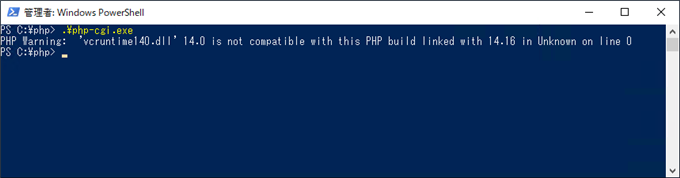 管理者: Windows PowerShell
PS C:¥php> .¥php-cgi.exe
PHP Warning:  'vcruntime140.dll' 14.0 is not compatible with this PHP build linked with 14.16 in Unknown on line 0
PS C:¥php>